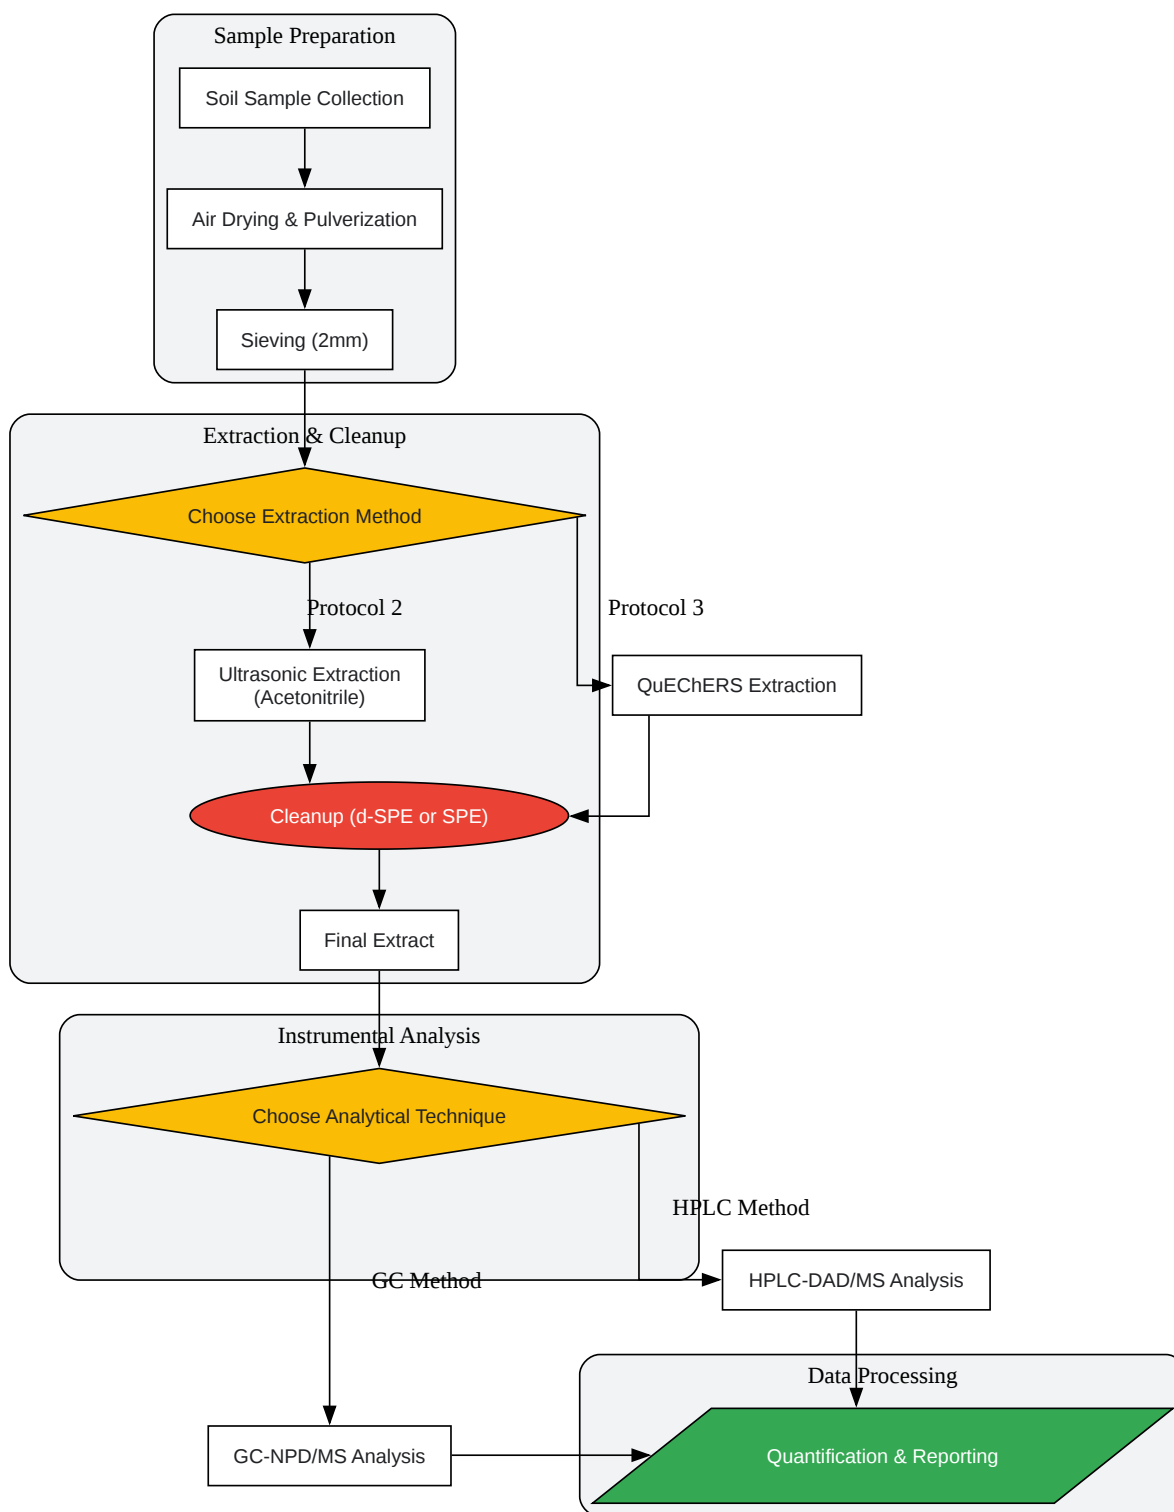 Sample Preparation
Soil Sample Collection
Air Drying & Pulverization
Sieving (2mm)
Extraction & Cleanup
Choose Extraction Method
Protocol 2
Protocol 3
Ultrasonic Extraction
(Acetonitrile)
QuEChERS Extraction
Cleanup (d-SPE or SPE)
Final Extract
Instrumental Analysis
Choose Analytical Technique
HPLC Method
GC Method
HPLC-DAD/MS Analysis
Data Processing
GC-NPD/MS Analysis
Quantification & Reporting